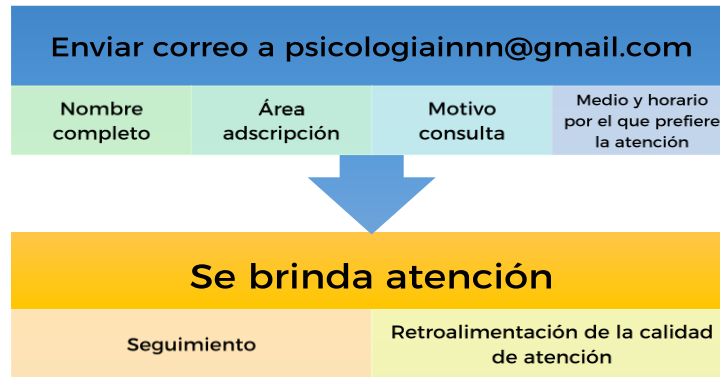 Enviar correo a psicologiainnn@gmail.com
Nombre
completo
Área
adscripción
Motivo
consulta
Medio y horario
por el que prefiere
la atención
Se brinda atención
Seguimiento
Retroalimentación de la calidad
de atención